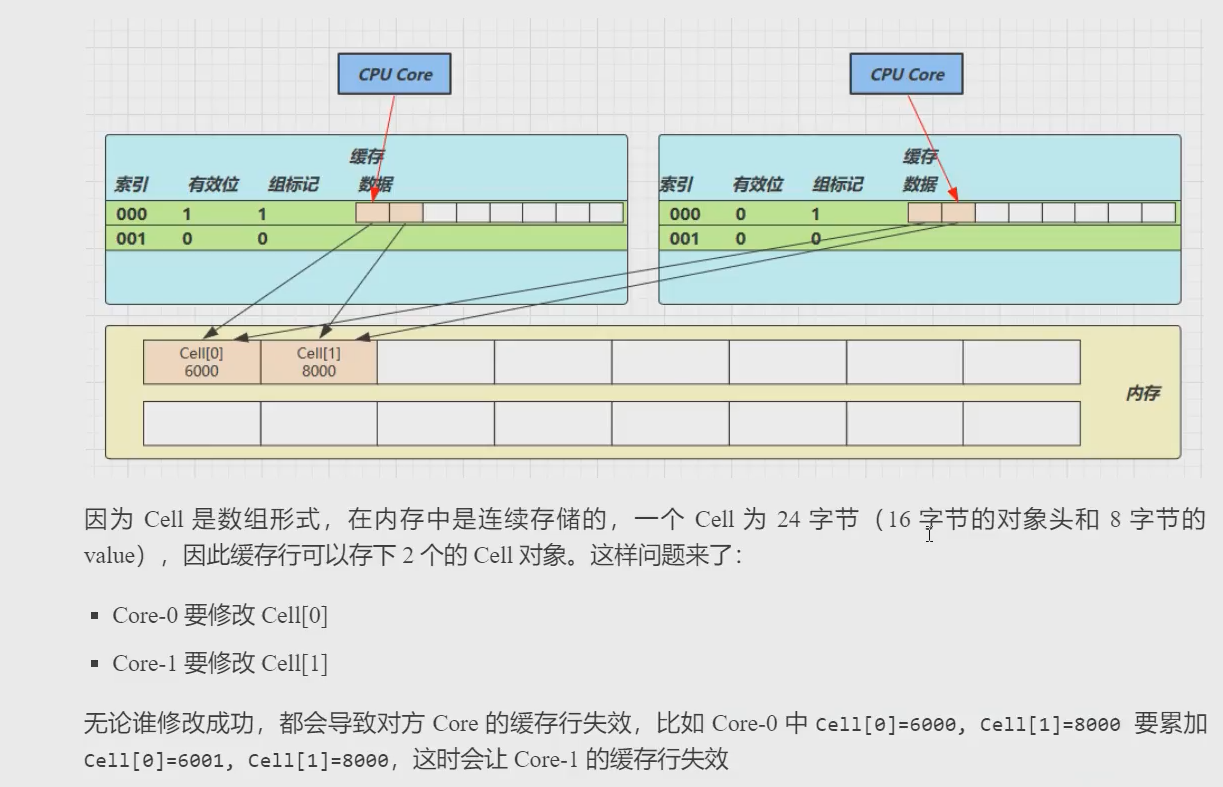 CPU Core CPU Core
缓存 缓存
索引 有效位 组标记 数据 索引 有效位 组标记 数据
000 1 1 000 0 1
001 0 0 001 0 0
Cell[0] Cell[1]
6000 8000
内存
因为 Cell 是数组形式，在内存中是连续存储的，一个 Cell 为 24 字节（16 字节的对象头和 8 字节的
value），因此缓存行可以存下 2 个的 Cell 对象。这样问题来了：
▪ Core-0 要修改 Cell[0]
▪ Core-1 要修改 Cell[1]
无论谁修改成功，都会导致对方 Core 的缓存行失效，比如 Core-0 中 Cell[0]=6000, Cell[1]=8000 要累加
Cell[0]=6001, Cell[1]=8000，这时会让 Core-1 的缓存行失效